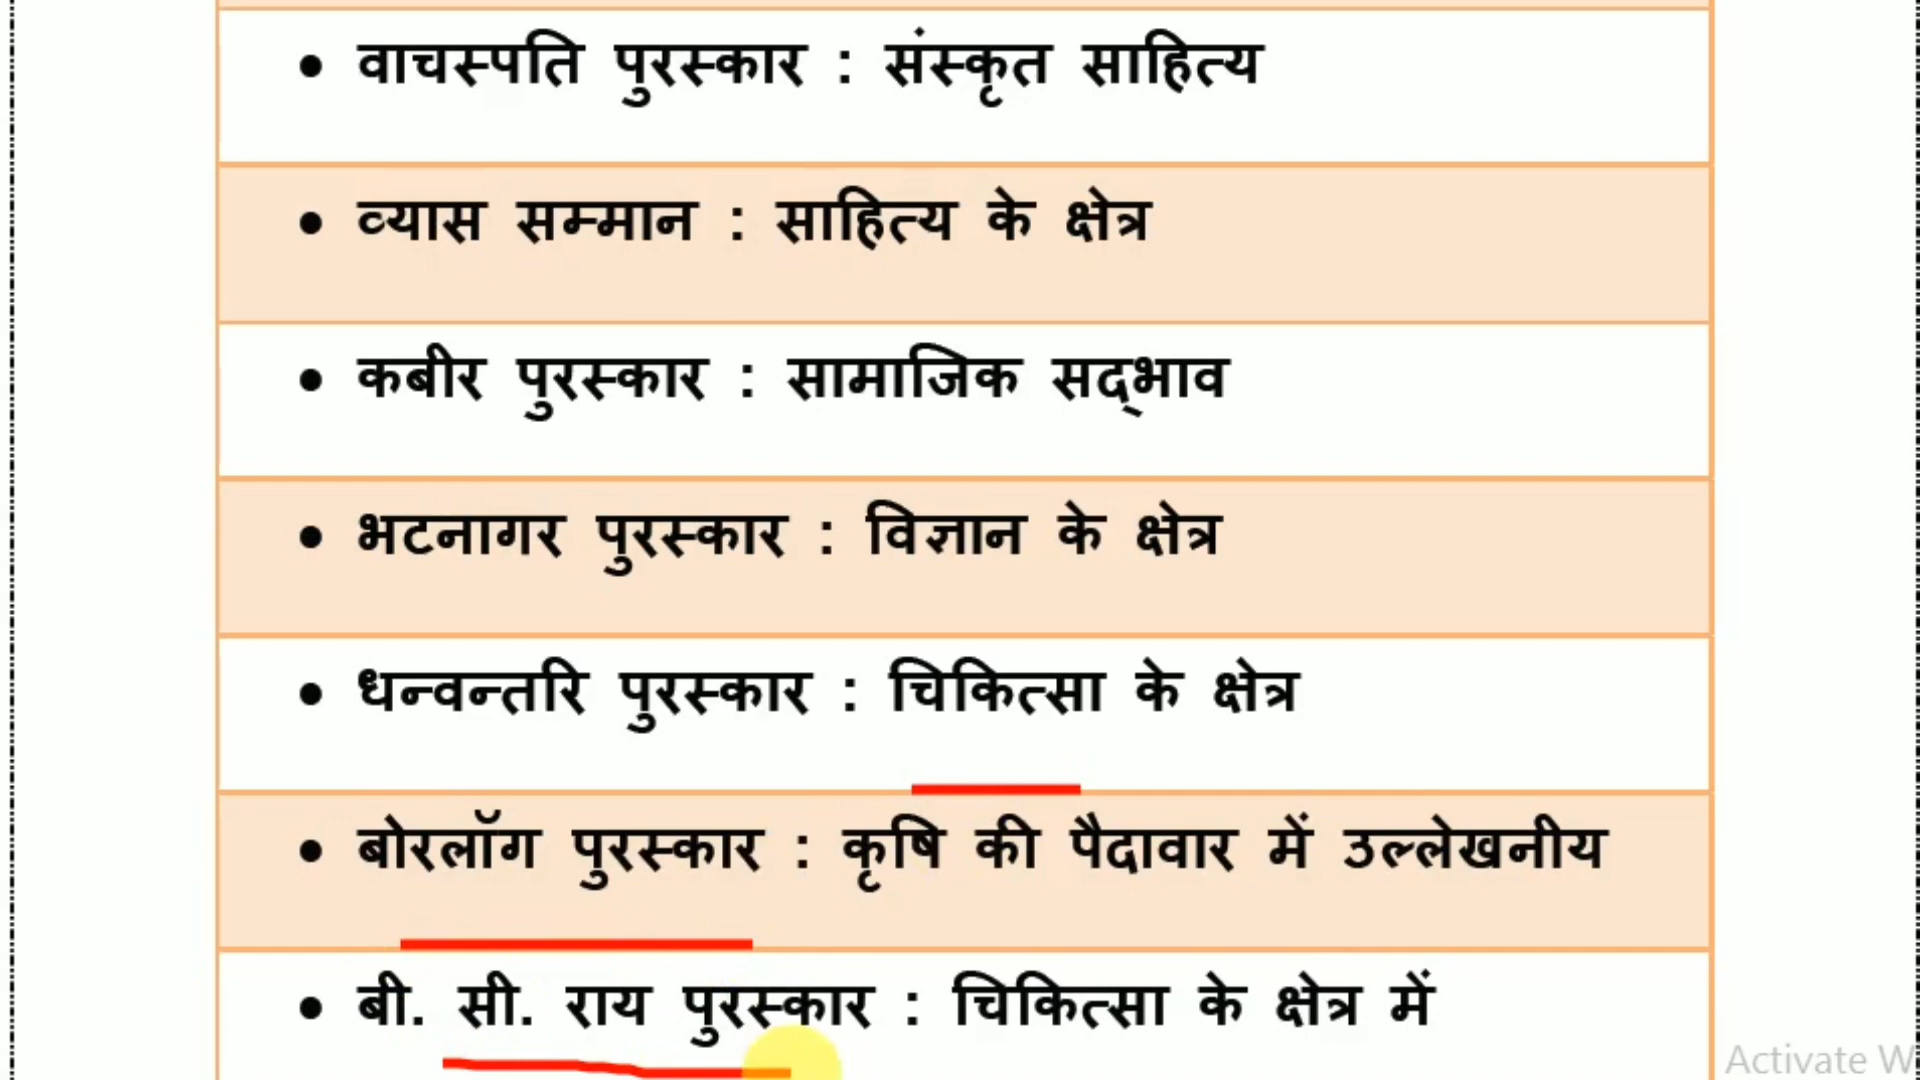 • वाचस्पति पुरस्कार : संस्कृत साहित्य
• व्यास सम्मान : साहित्य के क्षेत्र
• कबीर पुरस्कार : सामाजिक सद्‌भाव
• भटनागर पुरस्कार : विज्ञान के क्षेत्र
• धन्वन्तरि पुरस्कार : चिकित्सा के क्षेत्र
• बोरलॉग पुरस्कार : कृषि की पैदावार में उल्लेखनीय
• बी. सी. राय पुरस्कार : चिकित्सा के क्षेत्र में
Activate W